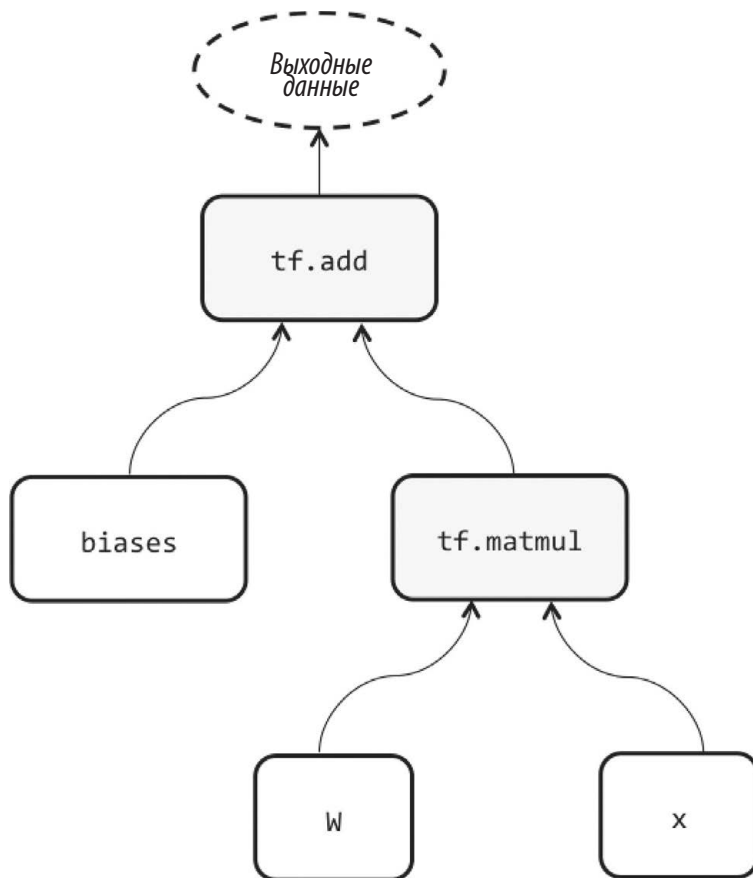 Выходные
данные
tf.add
biases
tf.matmul
W
x